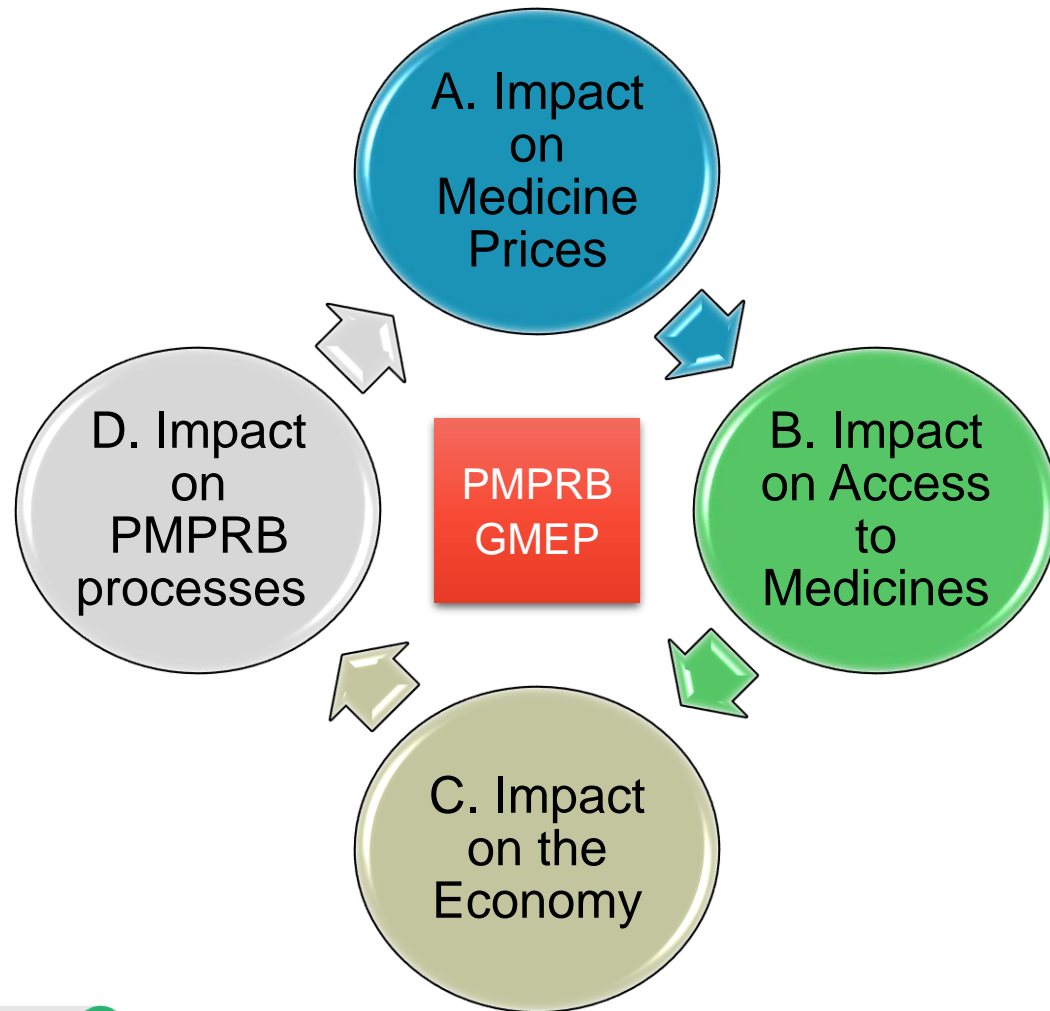 A. Impact
on
Medicine
Prices
B. Impact
on Access
to
Medicines
C. Impact
on the
Economy
D. Impact
on
PMPRB
processes
PMPRB
GMEP